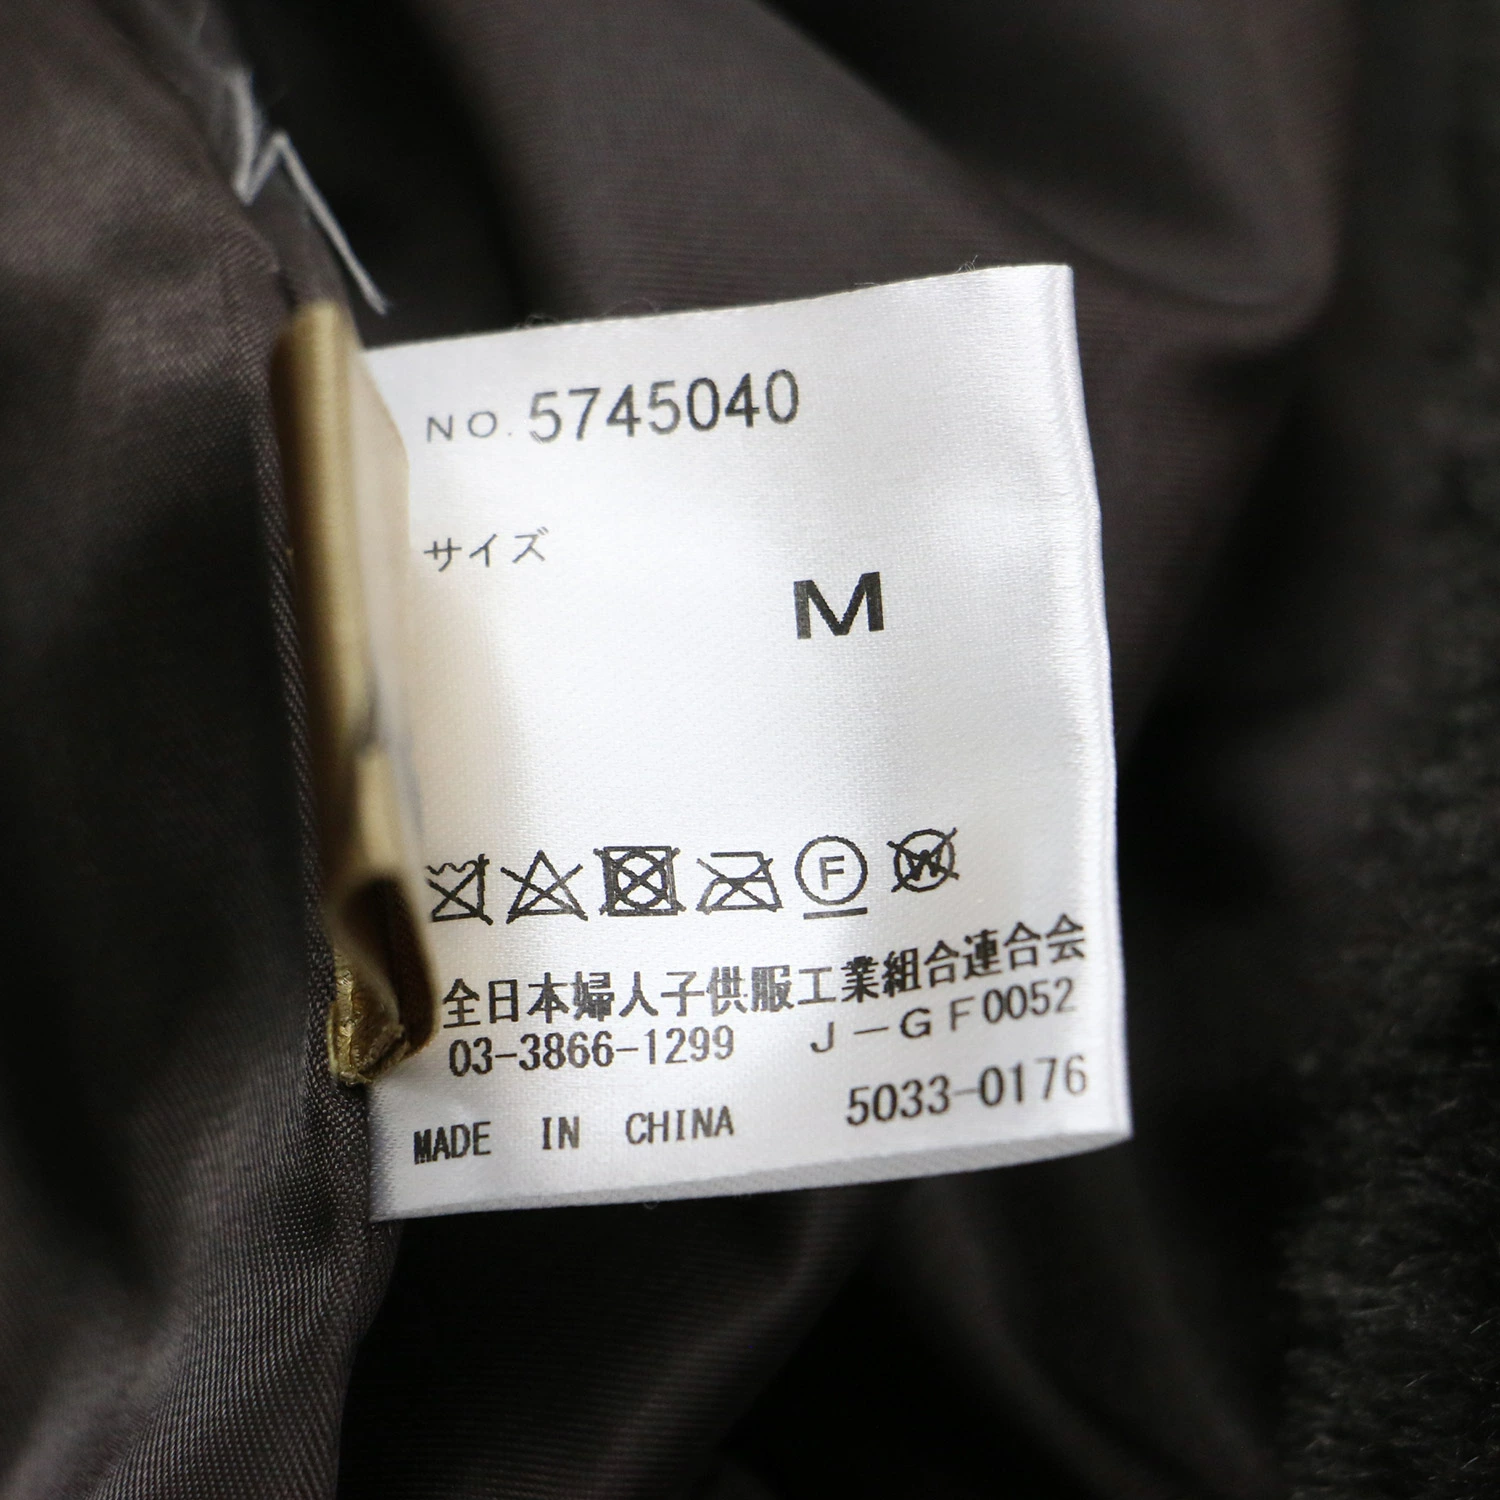 NO. 5745040
サイズ
M
F W
全日本婦人子供服工業組合連合会
03-3866-1299 J-GF0052
5033-0176
MADE IN CHINA